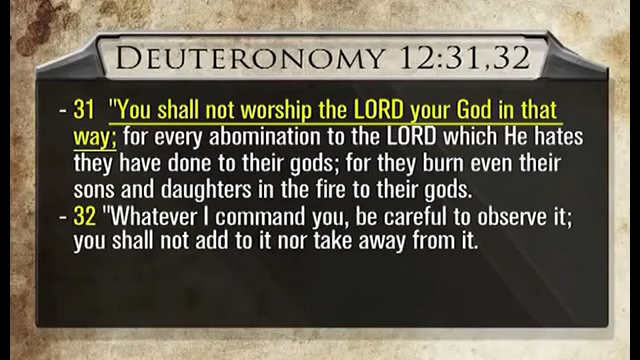 DEUTERONOMY 12:31,32
- 31 "You shall not worship the LORD your God in that
way; for every abomination to the LORD which He hates
they have done to their gods; for they burn even their
sons and daughters in the fire to their gods.
- 32 "Whatever I command you, be careful to observe it;
you shall not add to it nor take away from it.